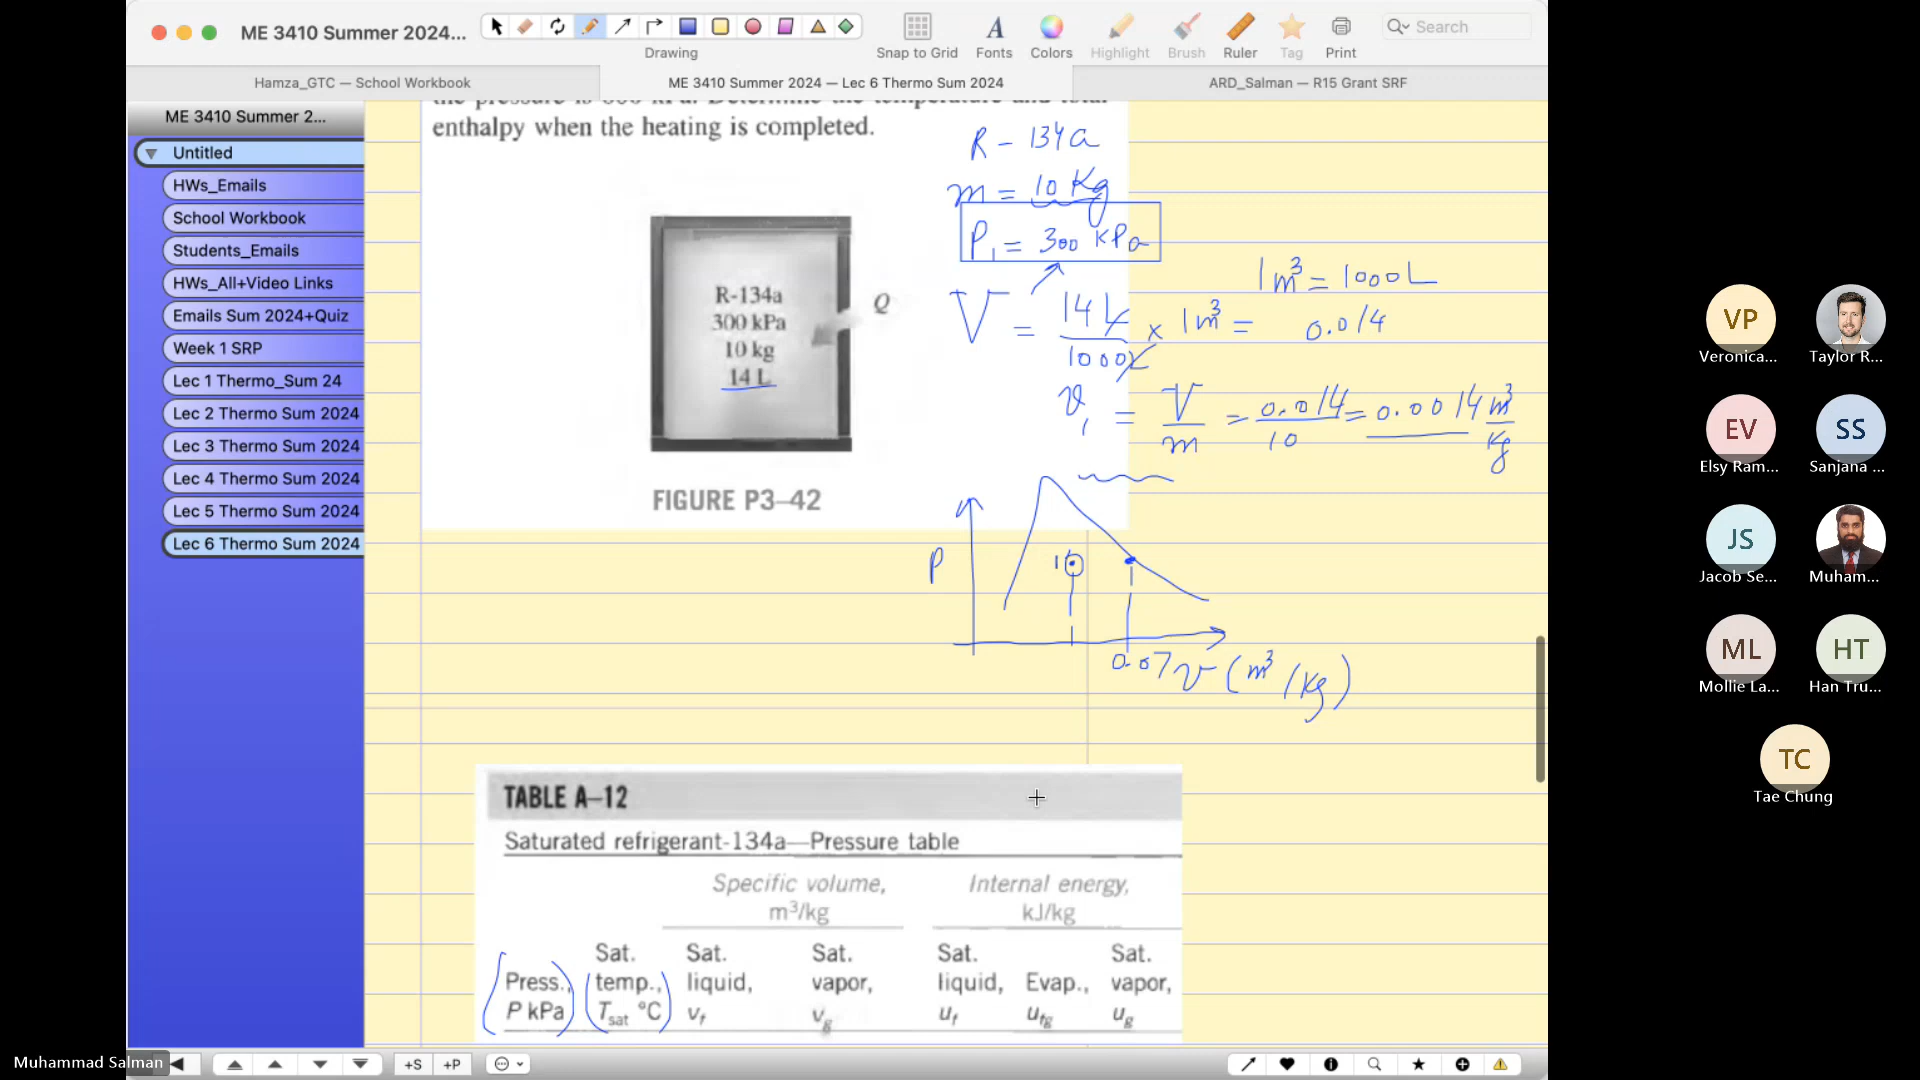 ME 3410 Summer 2024...
Drawing
Snap to Grid
Fonts
Colors
Highlight
Brush
Ruler
Tag
Print
Search
Hamza_GTC — School Workbook
ME 3410 Summer 2024 — Lec 6 Thermo Sum 2024
ARD_Salman — R15 Grant SRF
ME 3410 Summer 2...
Untitled
HWs_Emails
School Workbook
Students_Emails
HWs_All+Video Links
Emails Sum 2024+Quiz
Week 1 SRP
Lec 1 Thermo_Sum 24
Lec 2 Thermo Sum 2024
Lec 3 Thermo Sum 2024
Lec 4 Thermo Sum 2024
Lec 5 Thermo Sum 2024
Lec 6 Thermo Sum 2024
enthalpy when the heating is completed.
R-134a
300 kPa
10 kg
14 L
Q
FIGURE P3–42
R - 134a
m = 10 Kg
P1 = 300 KPa
1m³ = 1000L
V = 14 L / 1000L x 1m³ = 0.014
v1 = V/m = 0.014/10 = 0.0014 m³/Kg
P
1
0.07
v (m³/Kg)
TABLE A–12
Saturated refrigerant-134a—Pressure table
Specific volume,
m³/kg
Internal energy,
kJ/kg
Press.,
P kPa
Sat.
temp.,
Tsat °C
Sat.
liquid,
vf
Sat.
vapor,
vg
Sat.
liquid,
uf
Evap.,
ufg
Sat.
vapor,
ug
+S
+P
Muhammad Salman
VP
Veronica...
Taylor R...
EV
Elsy Ram...
SS
Sanjana ...
JS
Jacob Se...
Muham...
ML
Mollie La...
HT
Han Tru...
TC
Tae Chung